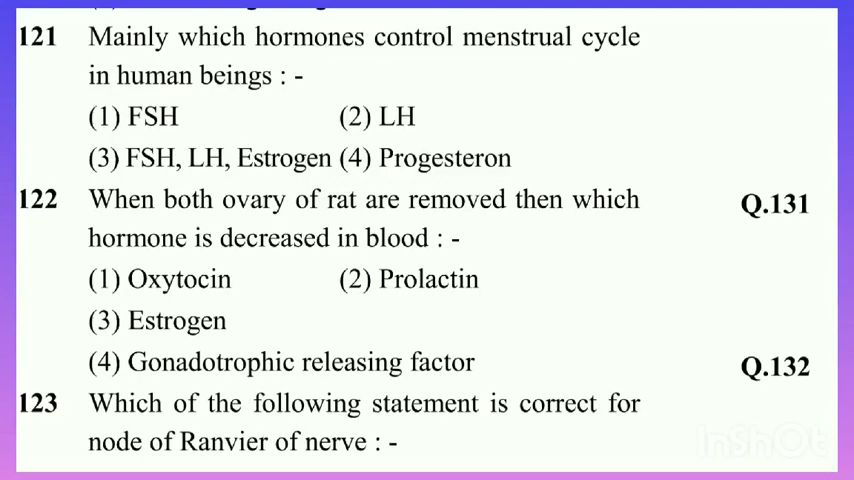 121 Mainly which hormones control menstrual cycle
in human beings : -
(1) FSH (2) LH
(3) FSH, LH, Estrogen (4) Progesteron
122 When both ovary of rat are removed then which
hormone is decreased in blood : -
(1) Oxytocin (2) Prolactin
(3) Estrogen
(4) Gonadotrophic releasing factor
123 Which of the following statement is correct for
node of Ranvier of nerve : -
Q.131
Q.132
InShOt